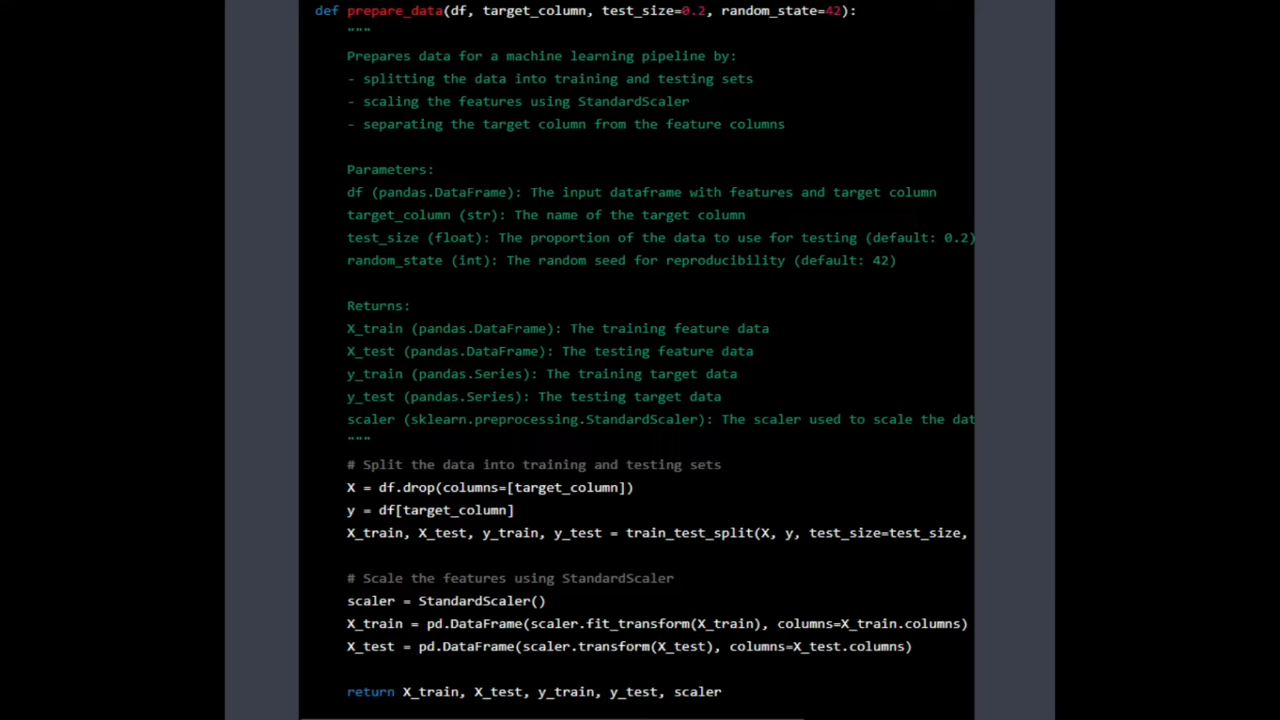 def prepare_data(df, target_column, test_size=0.2, random_state=42):
"""
Prepares data for a machine learning pipeline by:
- splitting the data into training and testing sets
- scaling the features using StandardScaler
- separating the target column from the feature columns
Parameters:
df (pandas.DataFrame): The input dataframe with features and target column
target_column (str): The name of the target column
test_size (float): The proportion of the data to use for testing (default: 0.2)
random_state (int): The random seed for reproducibility (default: 42)
Returns:
X_train (pandas.DataFrame): The training feature data
X_test (pandas.DataFrame): The testing feature data
y_train (pandas.Series): The training target data
y_test (pandas.Series): The testing target data
scaler (sklearn.preprocessing.StandardScaler): The scaler used to scale the dat
"""
# Split the data into training and testing sets
X = df.drop(columns=[target_column])
y = df[target_column]
X_train, X_test, y_train, y_test = train_test_split(X, y, test_size=test_size,
# Scale the features using StandardScaler
scaler = StandardScaler()
X_train = pd.DataFrame(scaler.fit_transform(X_train), columns=X_train.columns)
X_test = pd.DataFrame(scaler.transform(X_test), columns=X_test.columns)
return X_train, X_test, y_train, y_test, scaler